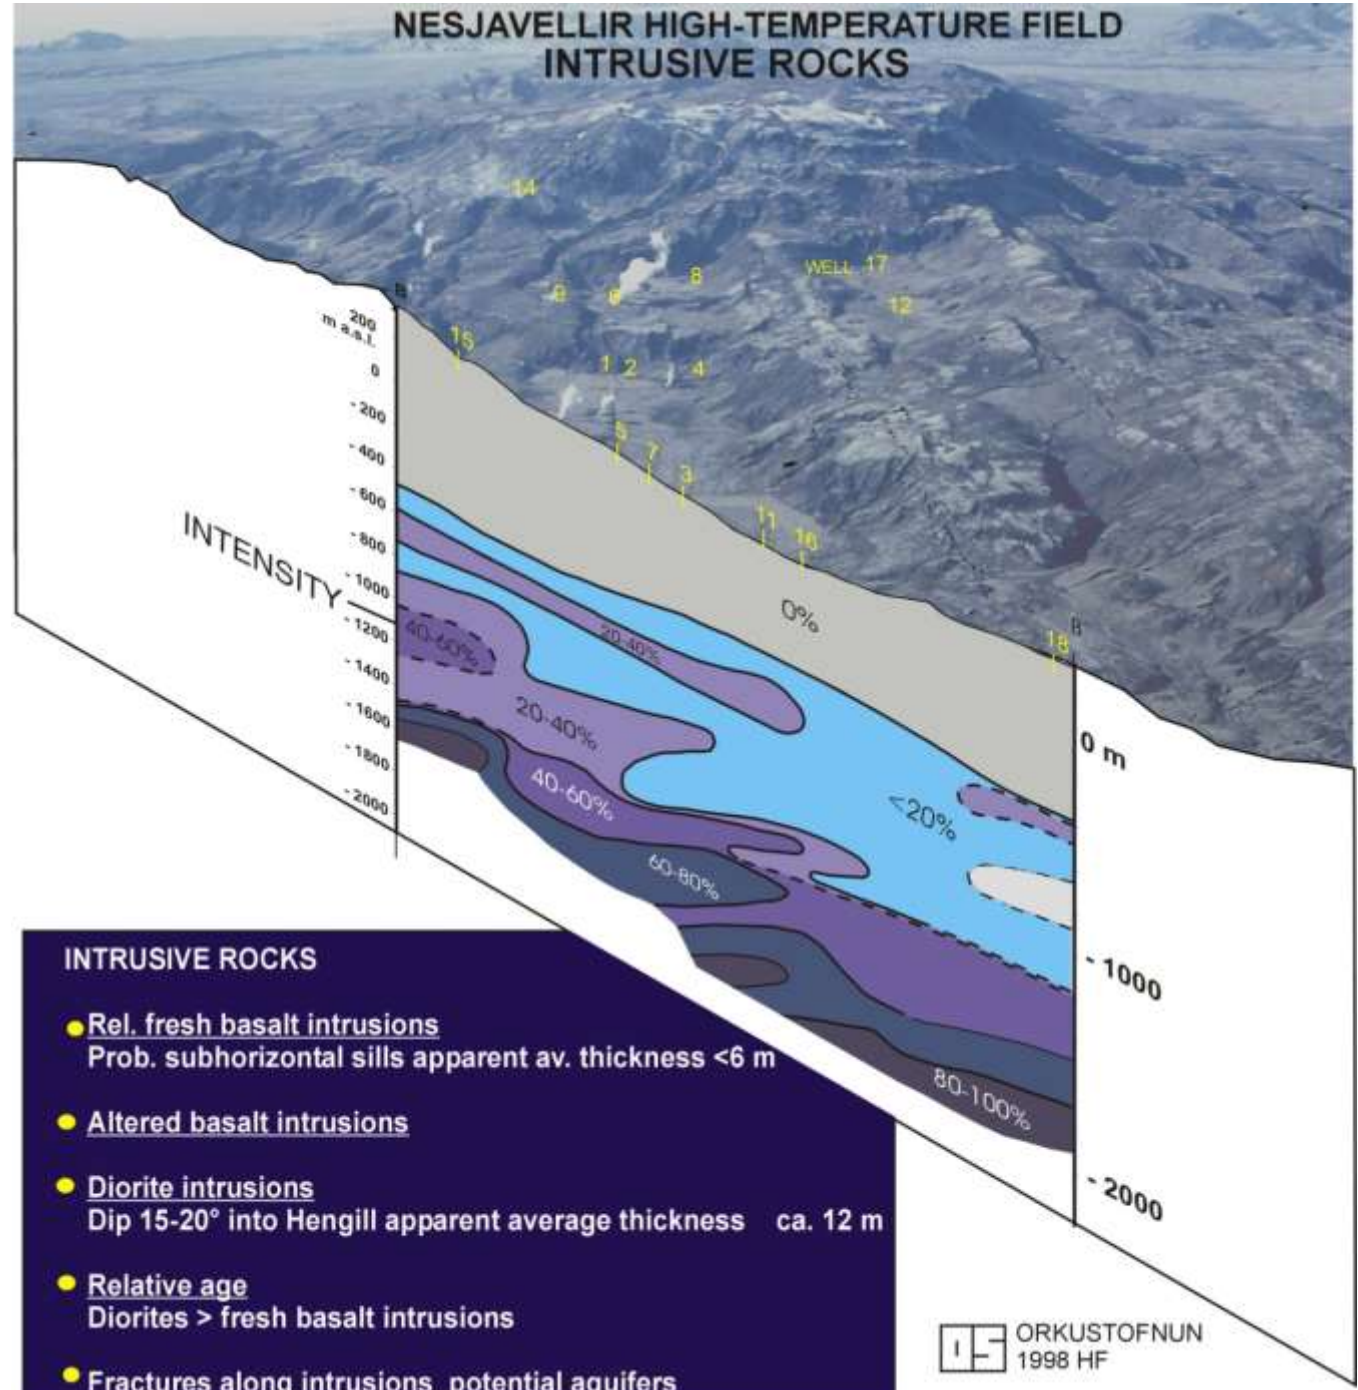 NESJAVELLIR HIGH-TEMPERATURE FIELD
INTRUSIVE ROCKS
14
8
WELL 17
9
6
12
B
200
m a.s.l.
15
1
2
4
0
- 200
- 400
5
7
3
- 600
11
16
- 800
INTENSITY
- 1000
0%
- 1200
40-60%
20-40%
18
B
- 1400
- 1600
20-40%
0 m
- 1800
40-60%
- 2000
<20%
60-80%
- 1000
80-100%
- 2000
INTRUSIVE ROCKS
Rel. fresh basalt intrusions
Prob. subhorizontal sills apparent av. thickness <6 m
Altered basalt intrusions
Diorite intrusions
Dip 15-20° into Hengill apparent average thickness ca. 12 m
Relative age
Diorites > fresh basalt intrusions
Fractures along intrusions potential aquifers
ORKUSTOFNUN
1998 HF